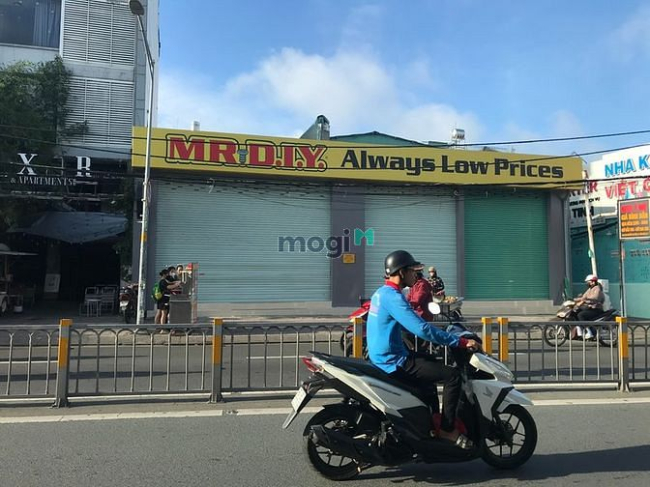 MR.D.I.Y. Always Low Prices
NHA K
VIỆT
X R
& APARTMENTS
mogi